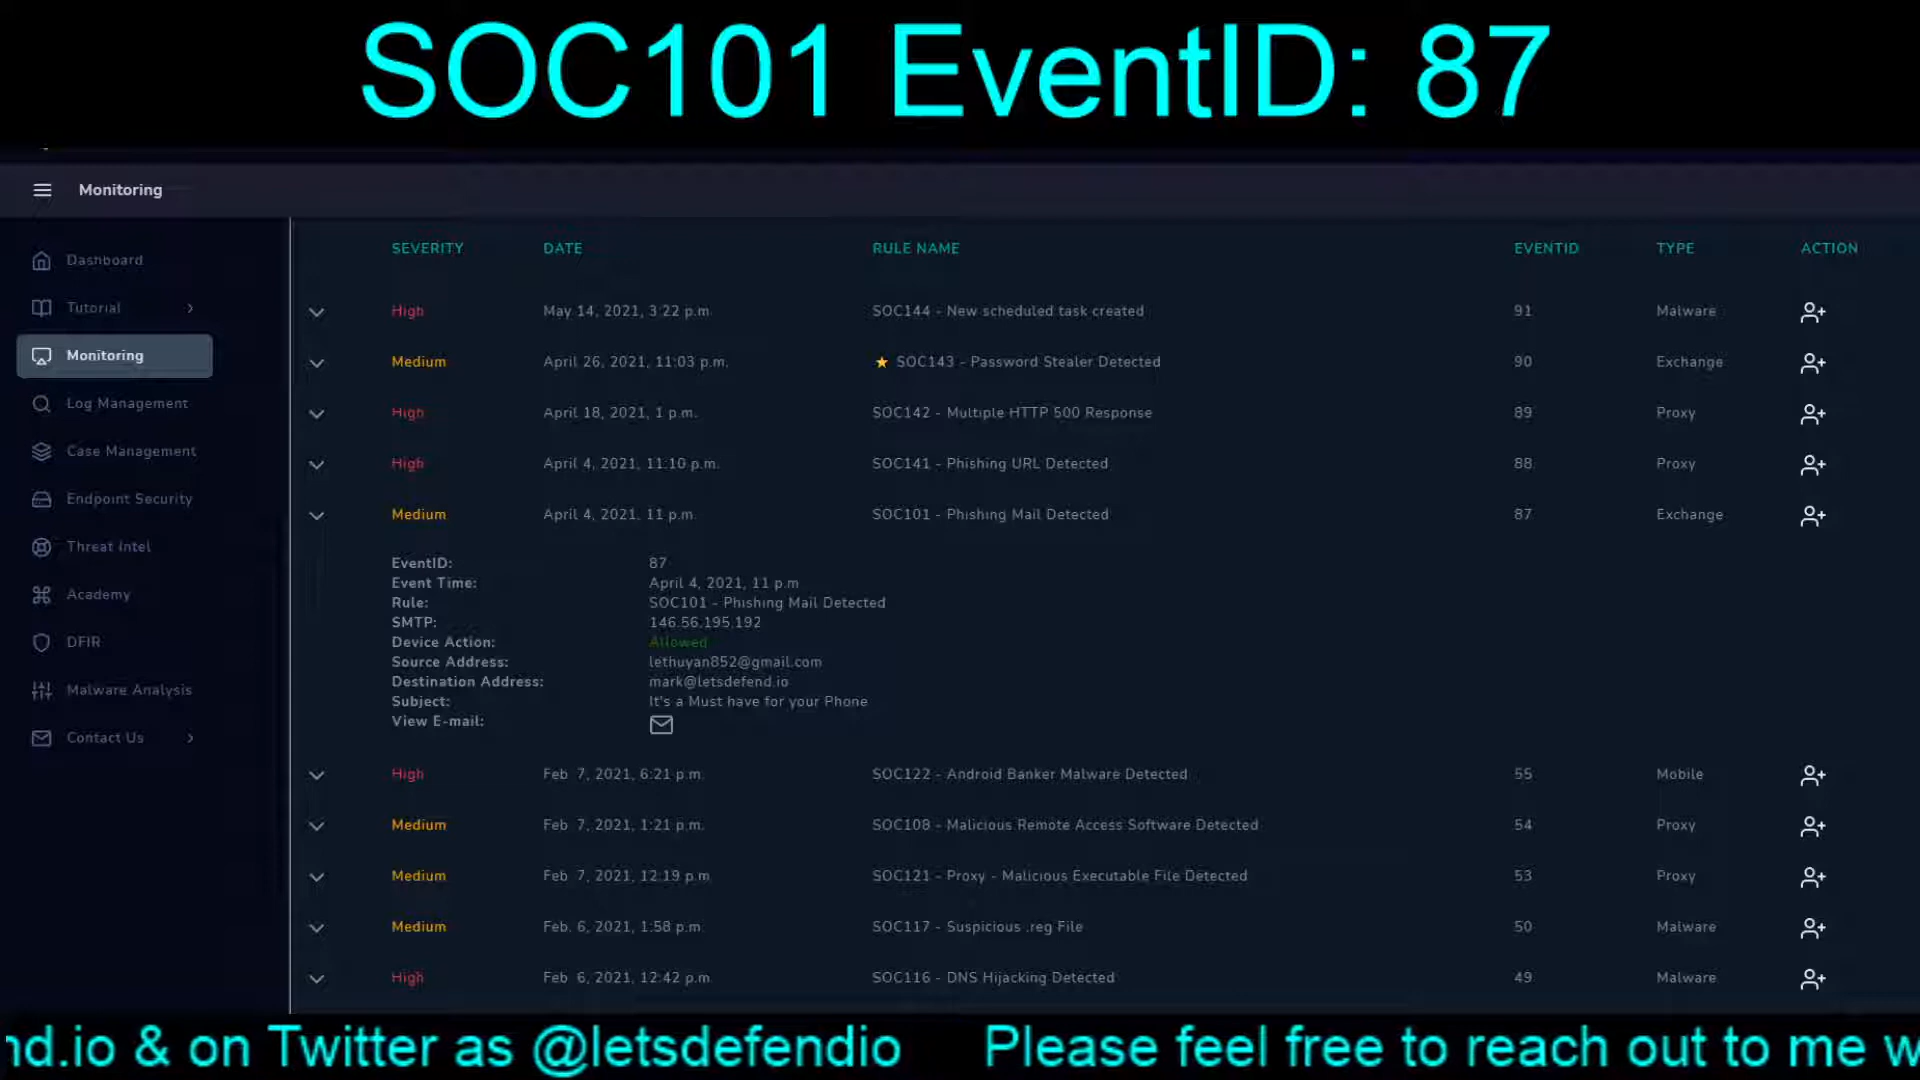 SOC101 EventID: 87
Monitoring
Dashboard
Tutorial
Monitoring
Log Management
Case Management
Endpoint Security
Threat Intel
Academy
DFIR
Malware Analysis
Contact Us
SEVERITY DATE RULE NAME EVENTID TYPE ACTION
High May 14, 2021, 3:22 p.m. SOC144 - New scheduled task created 91 Malware
Medium April 26, 2021, 11:03 p.m. SOC143 - Password Stealer Detected 90 Exchange
High April 18, 2021, 1 p.m. SOC142 - Multiple HTTP 500 Response 89 Proxy
High April 4, 2021, 11:10 p.m. SOC141 - Phishing URL Detected 88 Proxy
Medium April 4, 2021, 11 p.m. SOC101 - Phishing Mail Detected 87 Exchange
EventID: 87
Event Time: April 4, 2021, 11 p.m
Rule: SOC101 - Phishing Mail Detected
SMTP: 146.56.195.192
Device Action: Allowed
Source Address: lethuyan852@gmail.com
Destination Address: mark@letsdefend.io
Subject: It's a Must have for your Phone
View E-mail:
High Feb. 7, 2021, 6:21 p.m. SOC122 - Android Banker Malware Detected 55 Mobile
Medium Feb. 7, 2021, 1:21 p.m. SOC108 - Malicious Remote Access Software Detected 54 Proxy
Medium Feb. 7, 2021, 12:19 p.m. SOC121 - Proxy - Malicious Executable File Detected 53 Proxy
Medium Feb. 6, 2021, 1:58 p.m. SOC117 - Suspicious .reg File 50 Malware
High Feb. 6, 2021, 12:42 p.m. SOC116 - DNS Hijacking Detected 49 Malware
nd.io & on Twitter as @letsdefendio Please feel free to reach out to me w